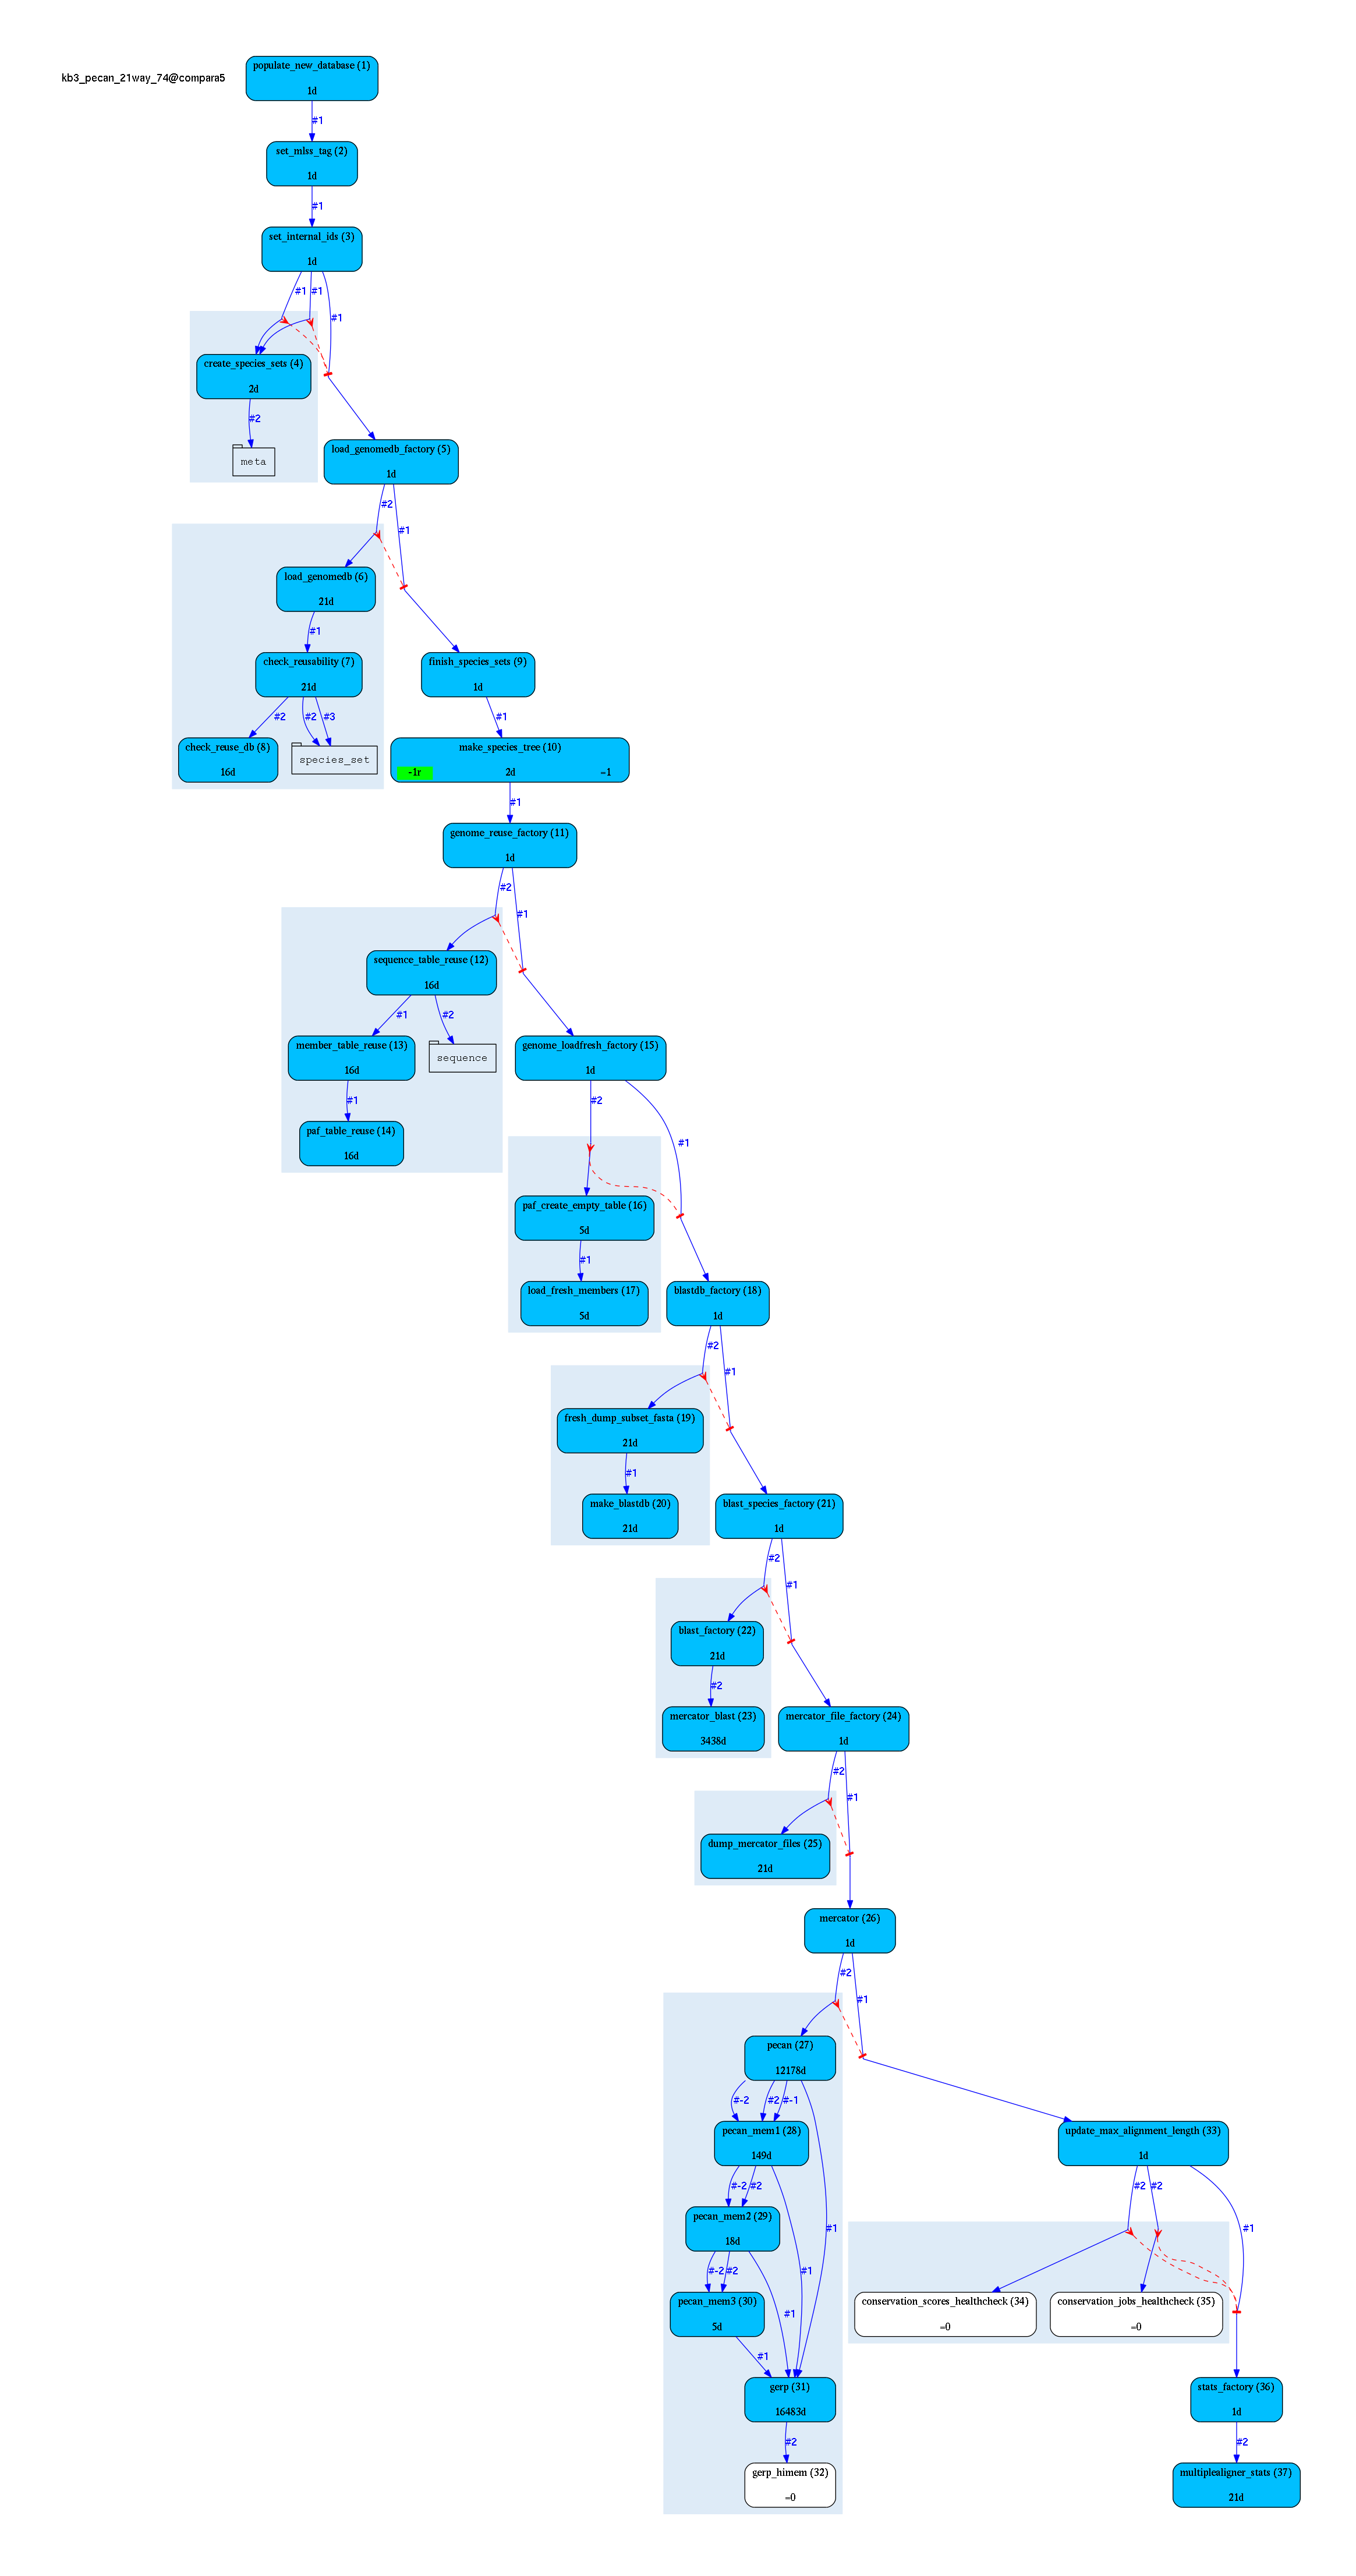 kb3_pecan_21way_74@compara5
populate_new_database (1)
1d
#1
set_mlss_tag (2)
1d
#1
set_internal_ids (3)
1d
#1
#1
#1
create_species_sets (4)
2d
#2
meta
load_genomedb_factory (5)
1d
#2
#1
load_genomedb (6)
21d
#1
check_reusability (7)
21d
#2
#2
#3
check_reuse_db (8)
16d
species_set
finish_species_sets (9)
1d
#1
make_species_tree (10)
-1r
2d
=1
#1
genome_reuse_factory (11)
1d
#2
#1
sequence_table_reuse (12)
16d
#1
#2
member_table_reuse (13)
16d
sequence
#1
paf_table_reuse (14)
16d
genome_loadfresh_factory (15)
1d
#2
#1
paf_create_empty_table (16)
5d
#1
load_fresh_members (17)
5d
blastdb_factory (18)
1d
#2
#1
fresh_dump_subset_fasta (19)
21d
#1
make_blastdb (20)
21d
blast_species_factory (21)
1d
#2
#1
blast_factory (22)
21d
#2
mercator_blast (23)
3438d
mercator_file_factory (24)
1d
#2
#1
dump_mercator_files (25)
21d
mercator (26)
1d
#2
#1
pecan (27)
12178d
#-2
#2
#-1
#1
pecan_mem1 (28)
149d
#-2
#2
#1
pecan_mem2 (29)
18d
#-2
#2
#1
pecan_mem3 (30)
5d
#1
gerp (31)
16483d
#2
gerp_himem (32)
=0
update_max_alignment_length (33)
1d
#2
#2
#1
conservation_scores_healthcheck (34)
=0
conservation_jobs_healthcheck (35)
=0
stats_factory (36)
1d
#2
multiplealigner_stats (37)
21d